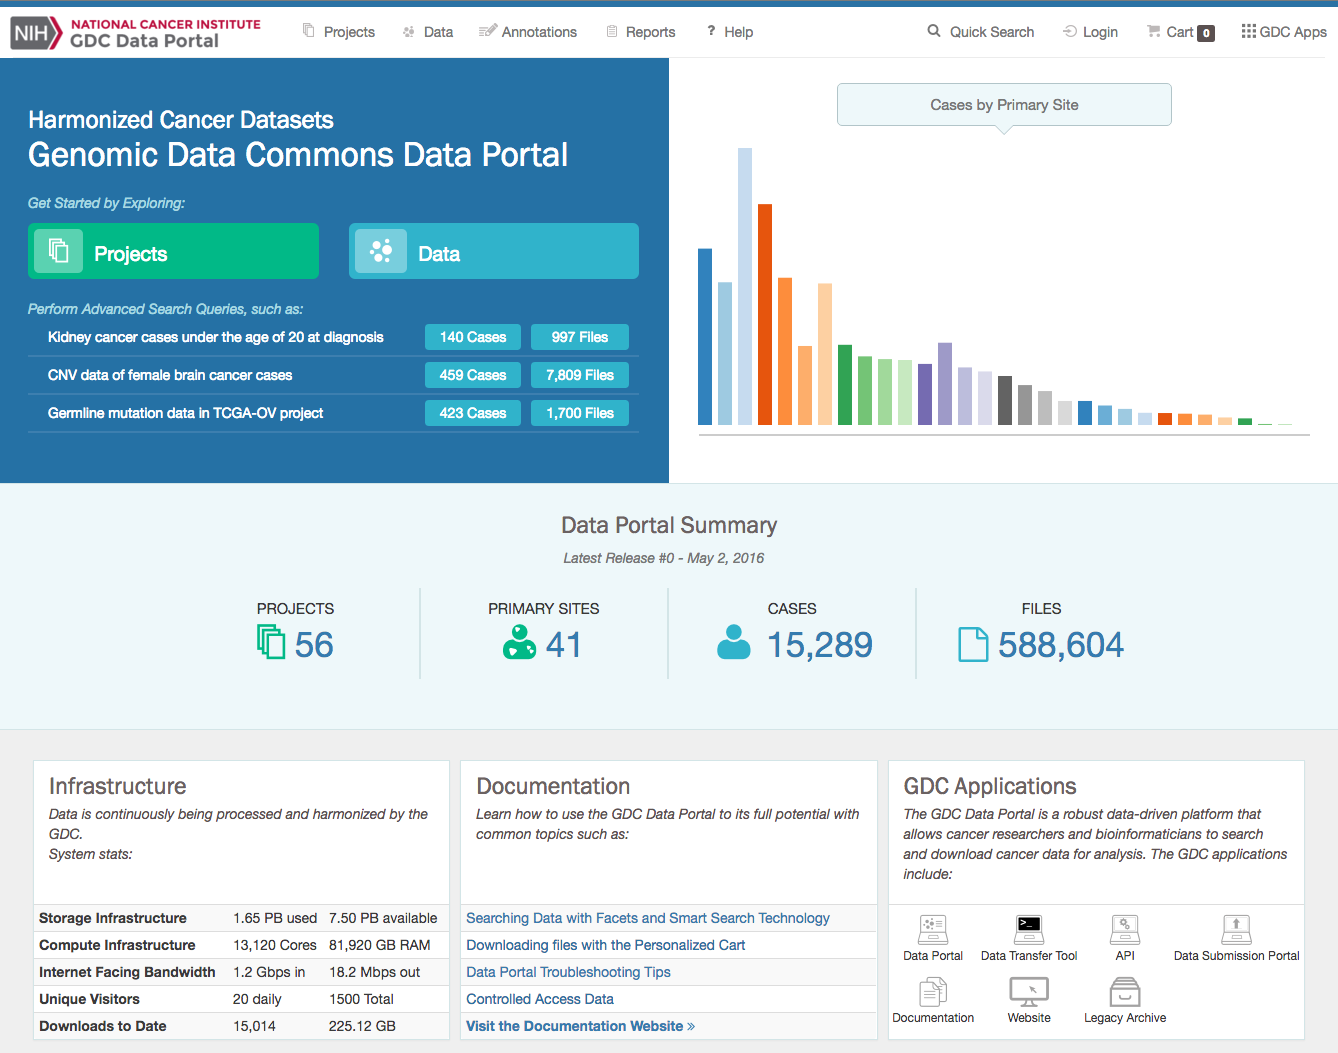 NIH NATIONAL CANCER INSTITUTE
GDC Data Portal
Projects Data Annotations Reports ? Help Quick Search Login Cart 0 GDC Apps
Harmonized Cancer Datasets
Genomic Data Commons Data Portal
Get Started by Exploring:
Projects Data
Perform Advanced Search Queries, such as:
Kidney cancer cases under the age of 20 at diagnosis 140 Cases 997 Files
CNV data of female brain cancer cases 459 Cases 7,809 Files
Germline mutation data in TCGA-OV project 423 Cases 1,700 Files
Cases by Primary Site
Data Portal Summary
Latest Release #0 - May 2, 2016
PROJECTS PRIMARY SITES CASES FILES
56 41 15,289 588,604
Infrastructure
Data is continuously being processed and harmonized by the
GDC.
System stats:
Storage Infrastructure 1.65 PB used 7.50 PB available
Compute Infrastructure 13,120 Cores 81,920 GB RAM
Internet Facing Bandwidth 1.2 Gbps in 18.2 Mbps out
Unique Visitors 20 daily 1500 Total
Downloads to Date 15,014 225.12 GB
Documentation
Learn how to use the GDC Data Portal to its full potential with
common topics such as:
Searching Data with Facets and Smart Search Technology
Downloading files with the Personalized Cart
Data Portal Troubleshooting Tips
Controlled Access Data
Visit the Documentation Website »
GDC Applications
The GDC Data Portal is a robust data-driven platform that
allows cancer researchers and bioinformaticians to search
and download cancer data for analysis. The GDC applications
include:
>_
Data Portal Data Transfer Tool API Data Submission Portal
Documentation Website Legacy Archive